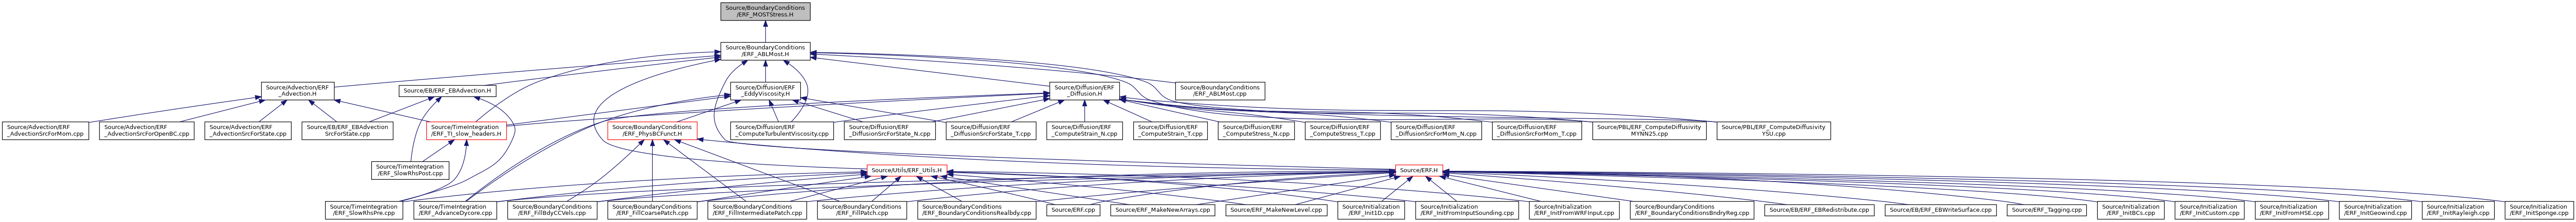 Source/BoundaryConditions
/ERF_MOSTStress.H
Source/BoundaryConditions
/ERF_ABLMost.H
Source/Advection/ERF
_Advection.H
Source/EB/ERF_EBAdvection.H
Source/Diffusion/ERF
_EddyViscosity.H
Source/Diffusion/ERF
_Diffusion.H
Source/BoundaryConditions
/ERF_ABLMost.cpp
Source/Advection/ERF
_AdvectionSrcForMom.cpp
Source/Advection/ERF
_AdvectionSrcForOpenBC.cpp
Source/Advection/ERF
_AdvectionSrcForState.cpp
Source/EB/ERF_EBAdvection
SrcForState.cpp
Source/TimeIntegration
/ERF_TI_slow_headers.H
Source/BoundaryConditions
/ERF_PhysBCFunct.H
Source/Diffusion/ERF
_ComputeTurbulentViscosity.cpp
Source/Diffusion/ERF
_DiffusionSrcForState_N.cpp
Source/Diffusion/ERF
_DiffusionSrcForState_T.cpp
Source/Diffusion/ERF
_ComputeStrain_N.cpp
Source/Diffusion/ERF
_ComputeStrain_T.cpp
Source/Diffusion/ERF
_ComputeStress_N.cpp
Source/Diffusion/ERF
_ComputeStress_T.cpp
Source/Diffusion/ERF
_DiffusionSrcForMom_N.cpp
Source/Diffusion/ERF
_DiffusionSrcForMom_T.cpp
Source/PBL/ERF_ComputeDiffusivity
MYNN25.cpp
Source/PBL/ERF_ComputeDiffusivity
YSU.cpp
Source/TimeIntegration
/ERF_SlowRhsPost.cpp
Source/Utils/ERF_Utils.H
Source/ERF.H
Source/TimeIntegration
/ERF_SlowRhsPre.cpp
Source/TimeIntegration
/ERF_AdvanceDycore.cpp
Source/BoundaryConditions
/ERF_FillBdyCCVels.cpp
Source/BoundaryConditions
/ERF_FillCoarsePatch.cpp
Source/BoundaryConditions
/ERF_FillIntermediatePatch.cpp
Source/BoundaryConditions
/ERF_FillPatch.cpp
Source/BoundaryConditions
/ERF_BoundaryConditionsRealbdy.cpp
Source/ERF.cpp
Source/ERF_MakeNewArrays.cpp
Source/ERF_MakeNewLevel.cpp
Source/Initialization
/ERF_Init1D.cpp
Source/Initialization
/ERF_InitFromInputSounding.cpp
Source/Initialization
/ERF_InitFromWRFInput.cpp
Source/BoundaryConditions
/ERF_BoundaryConditionsBndryReg.cpp
Source/EB/ERF_EBRedistribute.cpp
Source/EB/ERF_EBWriteSurface.cpp
Source/ERF_Tagging.cpp
Source/Initialization
/ERF_InitBCs.cpp
Source/Initialization
/ERF_InitCustom.cpp
Source/Initialization
/ERF_InitFromHSE.cpp
Source/Initialization
/ERF_InitGeowind.cpp
Source/Initialization
/ERF_InitRayleigh.cpp
Source/Initialization
/ERF_InitSponge.cpp